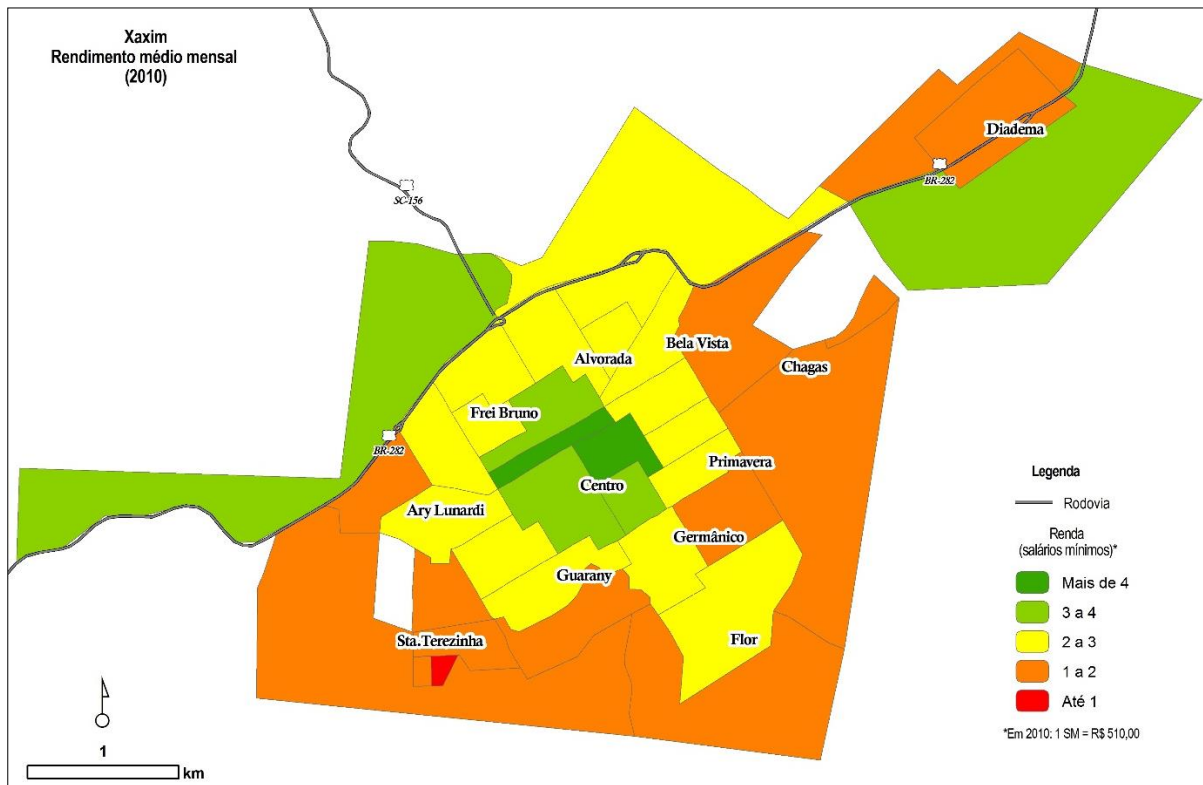 Xaxim
Rendimento médio mensal
(2010)
Diadema
BR-282
SC-156
Bela Vista
Alvorada
Chagas
Frei Bruno
BR-282
Primavera
Centro
Ary Lunardi
Germânico
Guarany
Sta. Terezinha
Flor
Legenda
Rodovia
Renda
(salários mínimos)*
Mais de 4
3 a 4
2 a 3
1 a 2
Até 1
*Em 2010: 1 SM = R$ 510,00
1
km